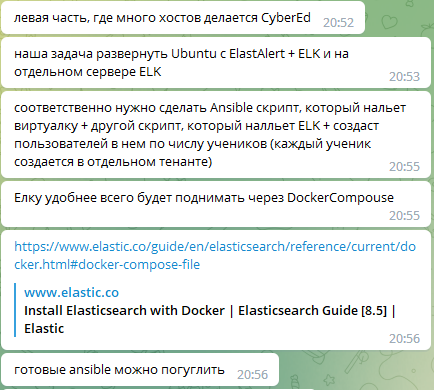 левая часть, где много хостов делается CyberEd
20:52
наша задача развернуть Ubuntu с ElastAlert + ELK и на
отдельном сервере ELK
20:53
соответственно нужно сделать Ansible скрипт, который нальет
виртуалку + другой скрипт, который налльет ELK + создаст
пользователей в нем по числу учеников (каждый ученик
создается в отдельном тенанте)
20:55
Елку удобнее всего будет поднимать через DockerCompouse
20:55
https://www.elastic.co/guide/en/elasticsearch/reference/current/do
cker.html#docker-compose-file
www.elastic.co
Install Elasticsearch with Docker | Elasticsearch Guide [8.5] |
Elastic
20:56
готовые ansible можно погуглить
20:56